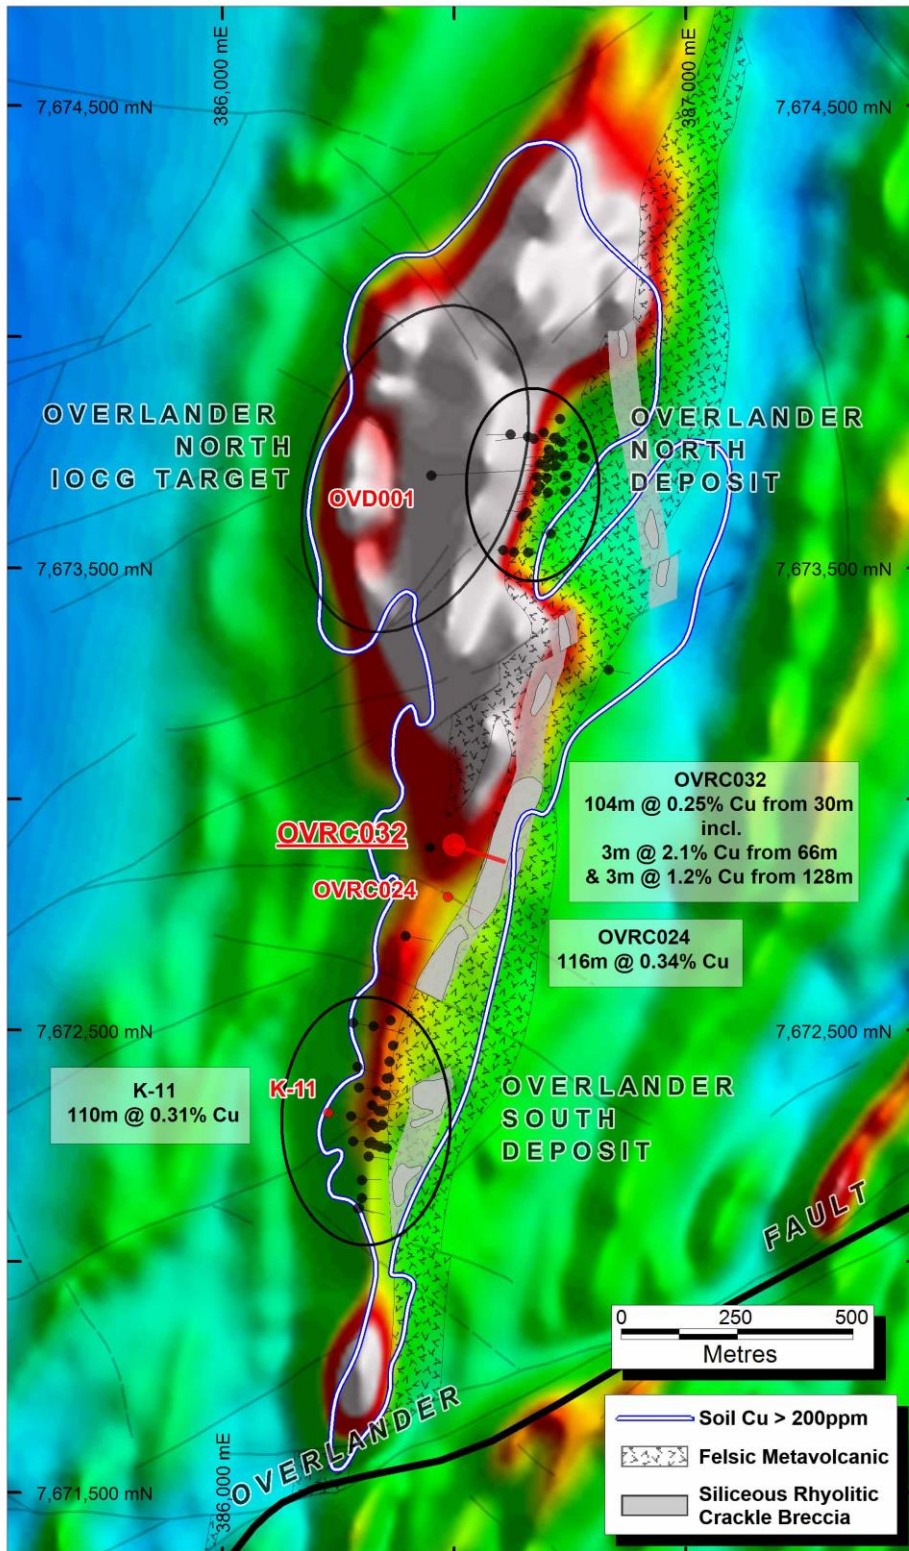 386,000 mE
387,000 mE
7,674,500 mN
7,674,500 mN
OVERLANDER
NORTH
IOCG TARGET
OVERLANDER
NORTH
DEPOSIT
OVD001
7,673,500 mN
7,673,500 mN
OVRC032
104m @ 0.25% Cu from 30m
incl.
3m @ 2.1% Cu from 66m
& 3m @ 1.2% Cu from 128m
OVRC032
OVRC024
OVRC024
116m @ 0.34% Cu
7,672,500 mN
7,672,500 mN
K-11
110m @ 0.31% Cu
K-11
OVERLANDER
SOUTH
DEPOSIT
OVERLANDER FAULT
0 250 500
Metres
Soil Cu > 200ppm
Felsic Metavolcanic
Siliceous Rhyolitic
Crackle Breccia
7,671,500 mN
386,000 mE